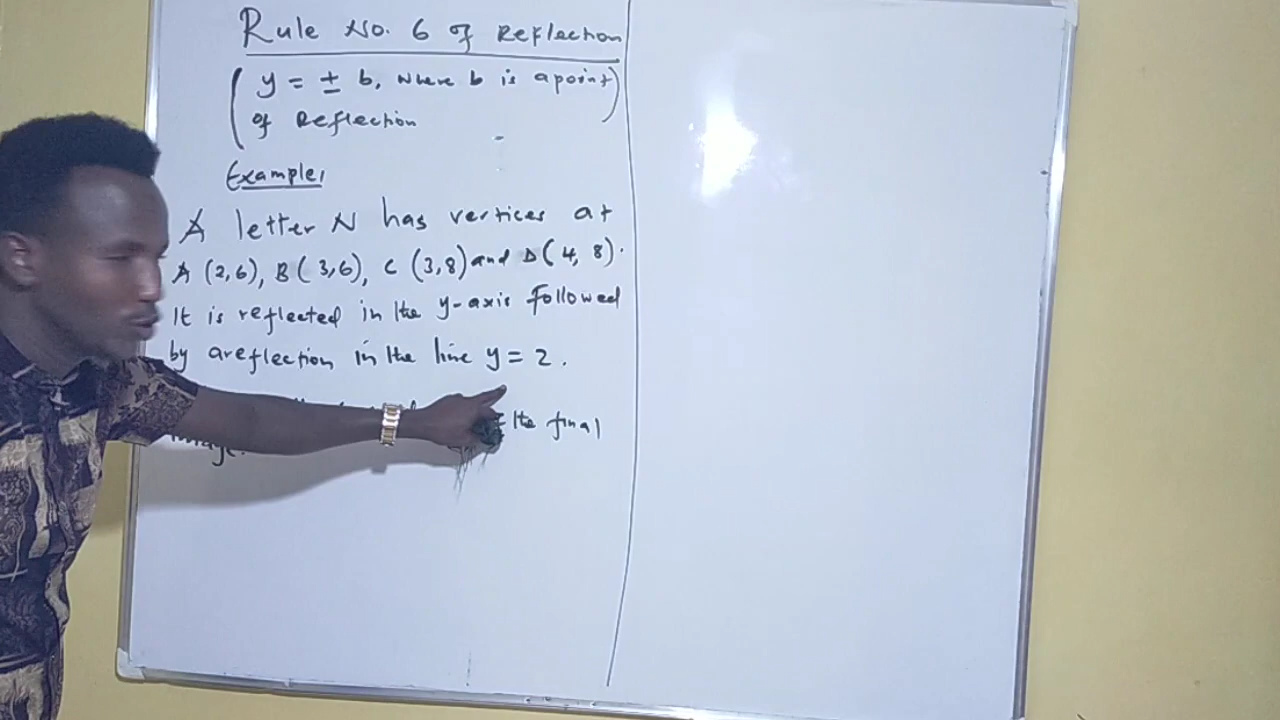 Rule No. 6 of Reflection
(y = ± b, where b is a point
of Reflection)
Example,
A letter N has vertices at
A (2,6), B (3,6), C (3,8) and D (4, 8).
It is reflected in the y-axis followed
by a reflection in the line y = 2.
the final